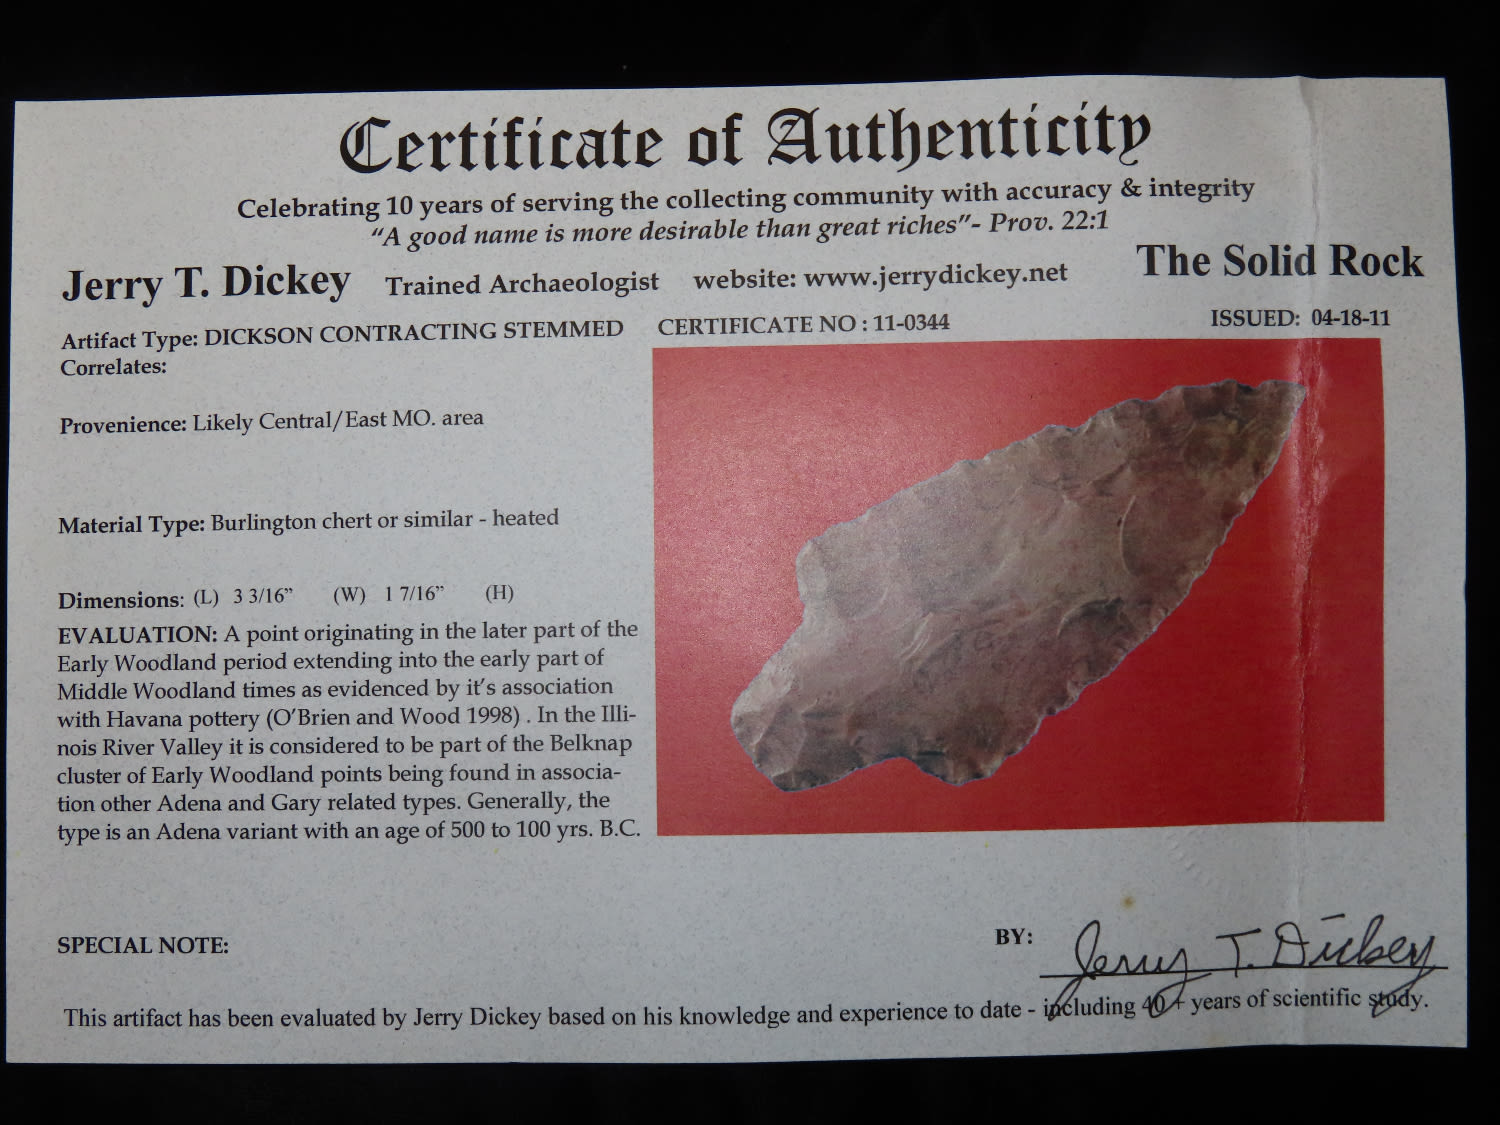 Certificate of Authenticity
Celebrating 10 years of serving the collecting community with accuracy & integrity
"A good name is more desirable than great riches"- Prov. 22:1
Jerry T. Dickey Trained Archaeologist website: www.jerrydickey.net The Solid Rock
Artifact Type: DICKSON CONTRACTING STEMMED CERTIFICATE NO : 11-0344 ISSUED: 04-18-11
Correlates:
Provenience: Likely Central/East MO. area
Material Type: Burlington chert or similar - heated
Dimensions: (L) 3 3/16” (W) 1 7/16” (H)
EVALUATION: A point originating in the later part of the
Early Woodland period extending into the early part of
Middle Woodland times as evidenced by it's association
with Havana pottery (O'Brien and Wood 1998) . In the Illi-
nois River Valley it is considered to be part of the Belknap
cluster of Early Woodland points being found in associa-
tion other Adena and Gary related types. Generally, the
type is an Adena variant with an age of 500 to 100 yrs. B.C.
SPECIAL NOTE:
BY: Jerry T. Dickey
This artifact has been evaluated by Jerry Dickey based on his knowledge and experience to date - including 40 + years of scientific study.